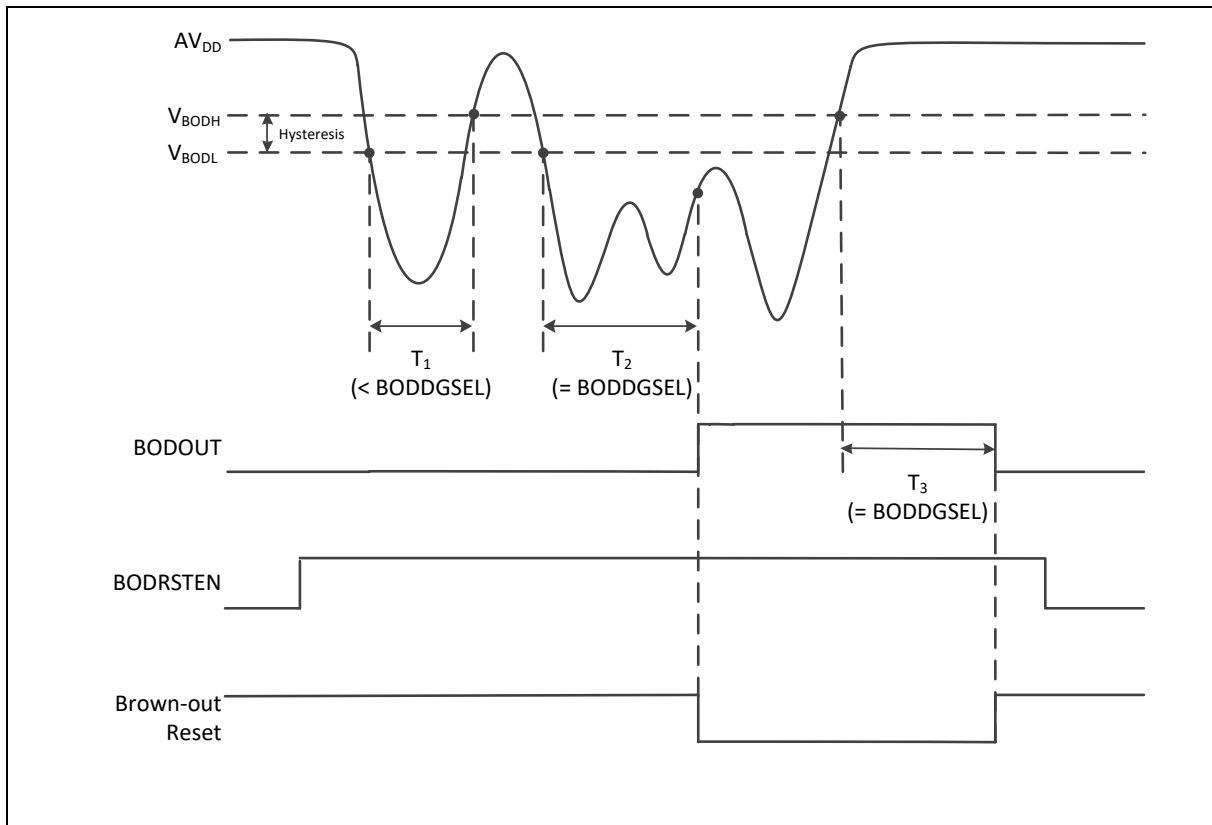 AVDD
VBODH
Hysteresis
VBODL
T1
(< BODDGSEL)
T2
(= BODDGSEL)
BODOUT
T3
(= BODDGSEL)
BODRSTEN
Brown-out
Reset